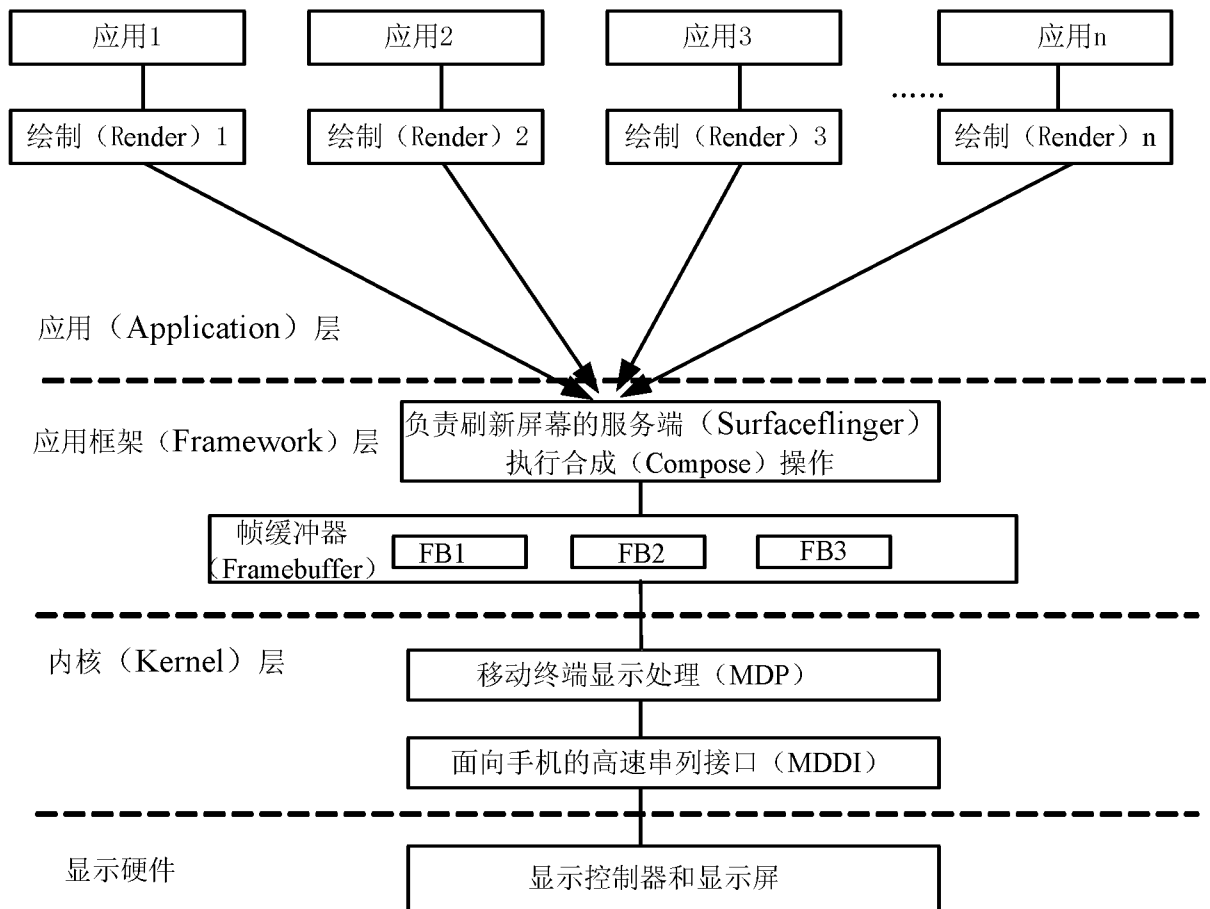 应用1
应用2
应用3
应用n
……
绘制（Render）1
绘制（Render）2
绘制（Render）3
绘制（Render）n
应用（Application）层
应用框架（Framework）层
负责刷新屏幕的服务端（Surfaceflinger）
执行合成（Compose）操作
帧缓冲器
（Framebuffer）
FB1
FB2
FB3
内核（Kernel）层
移动终端显示处理（MDP）
面向手机的高速串列接口（MDDI）
显示硬件
显示控制器和显示屏